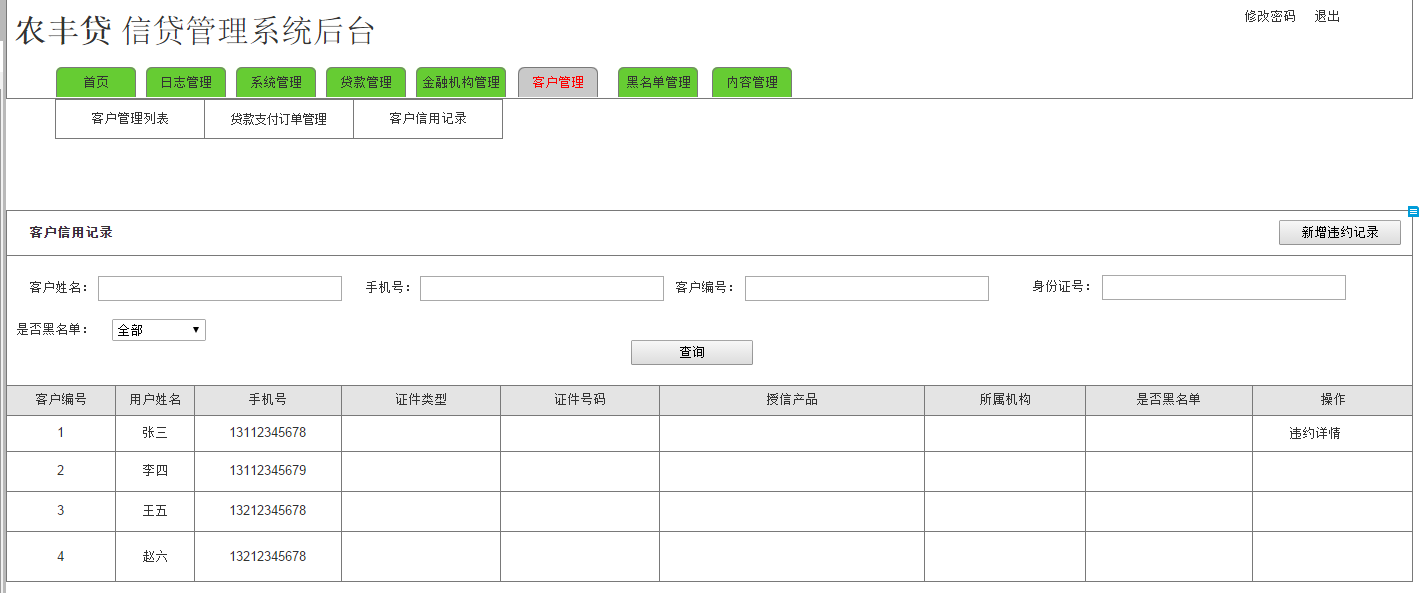 修改密码 退出
农丰贷 信贷管理系统后台
首页 日志管理 系统管理 贷款管理 金融机构管理 客户管理 黑名单管理 内容管理
客户管理列表 贷款支付订单管理 客户信用记录
客户信用记录 新增违约记录
客户姓名： 手机号： 客户编号： 身份证号：
是否黑名单： 全部
查询
客户编号 用户姓名 手机号 证件类型 证件号码 授信产品 所属机构 是否黑名单 操作
1 张三 13112345678 违约详情
2 李四 13112345679
3 王五 13212345678
4 赵六 13212345678